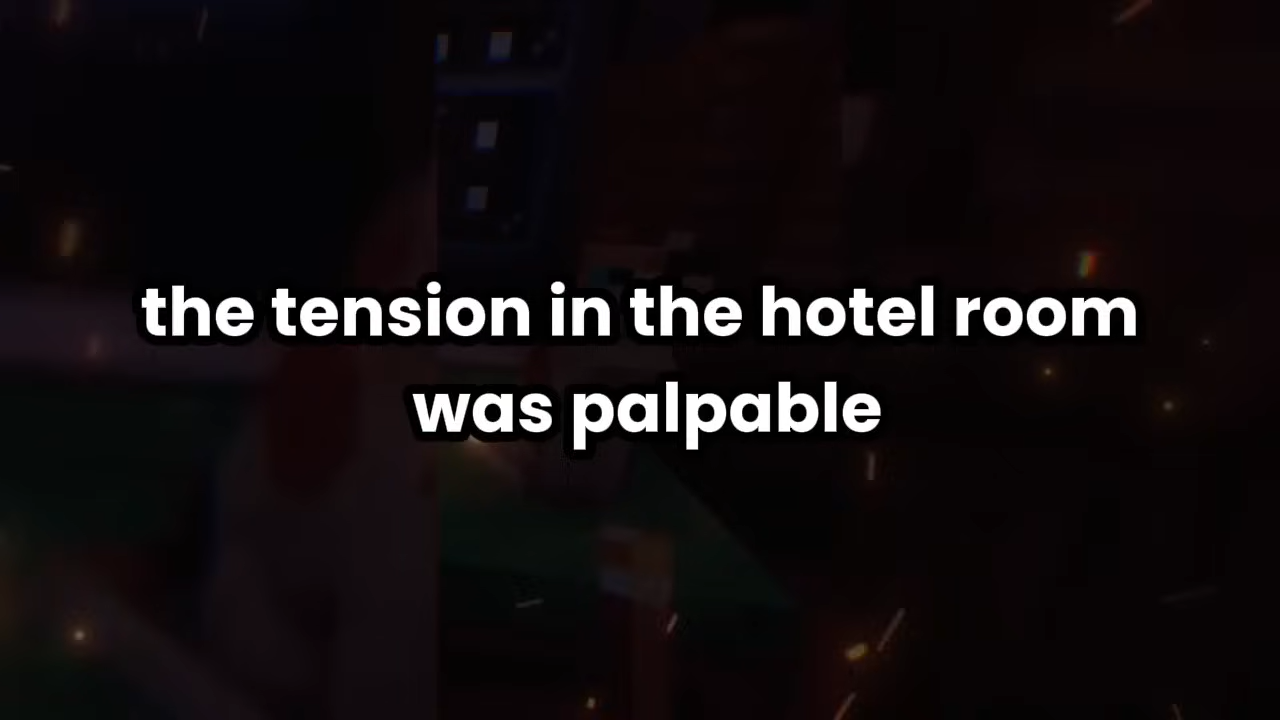 the tension in the hotel room
was palpable